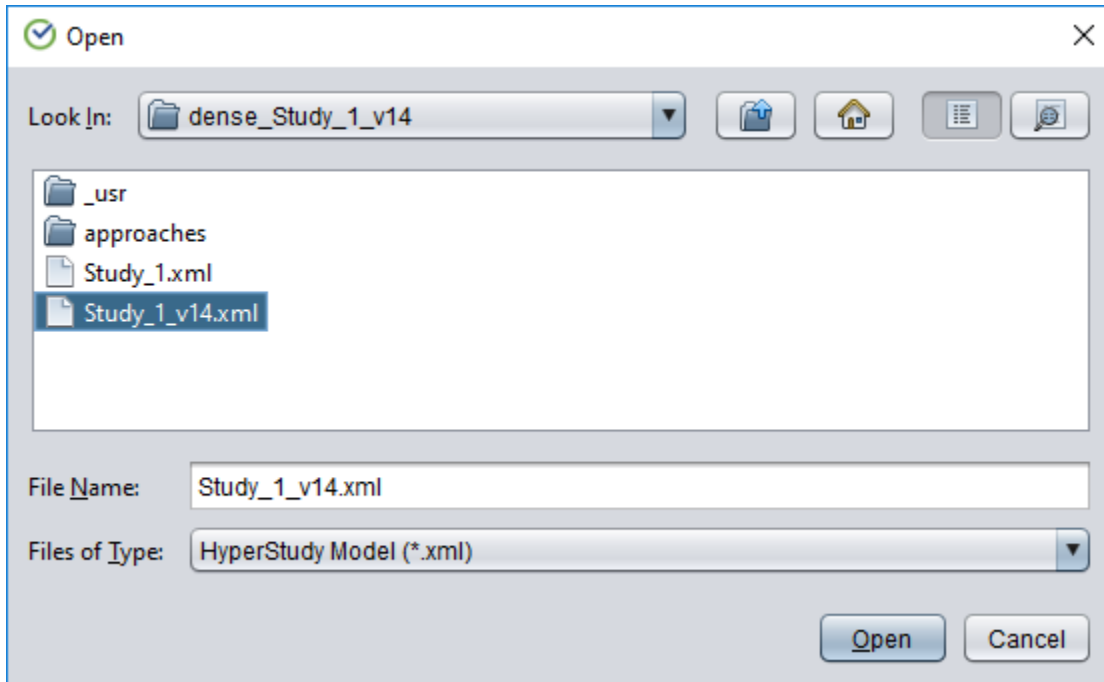 Open
Look In: dense_Study_1_v14
_usr
approaches
Study_1.xml
Study_1_v14.xml
File Name: Study_1_v14.xml
Files of Type: HyperStudy Model (*.xml)
Open Cancel